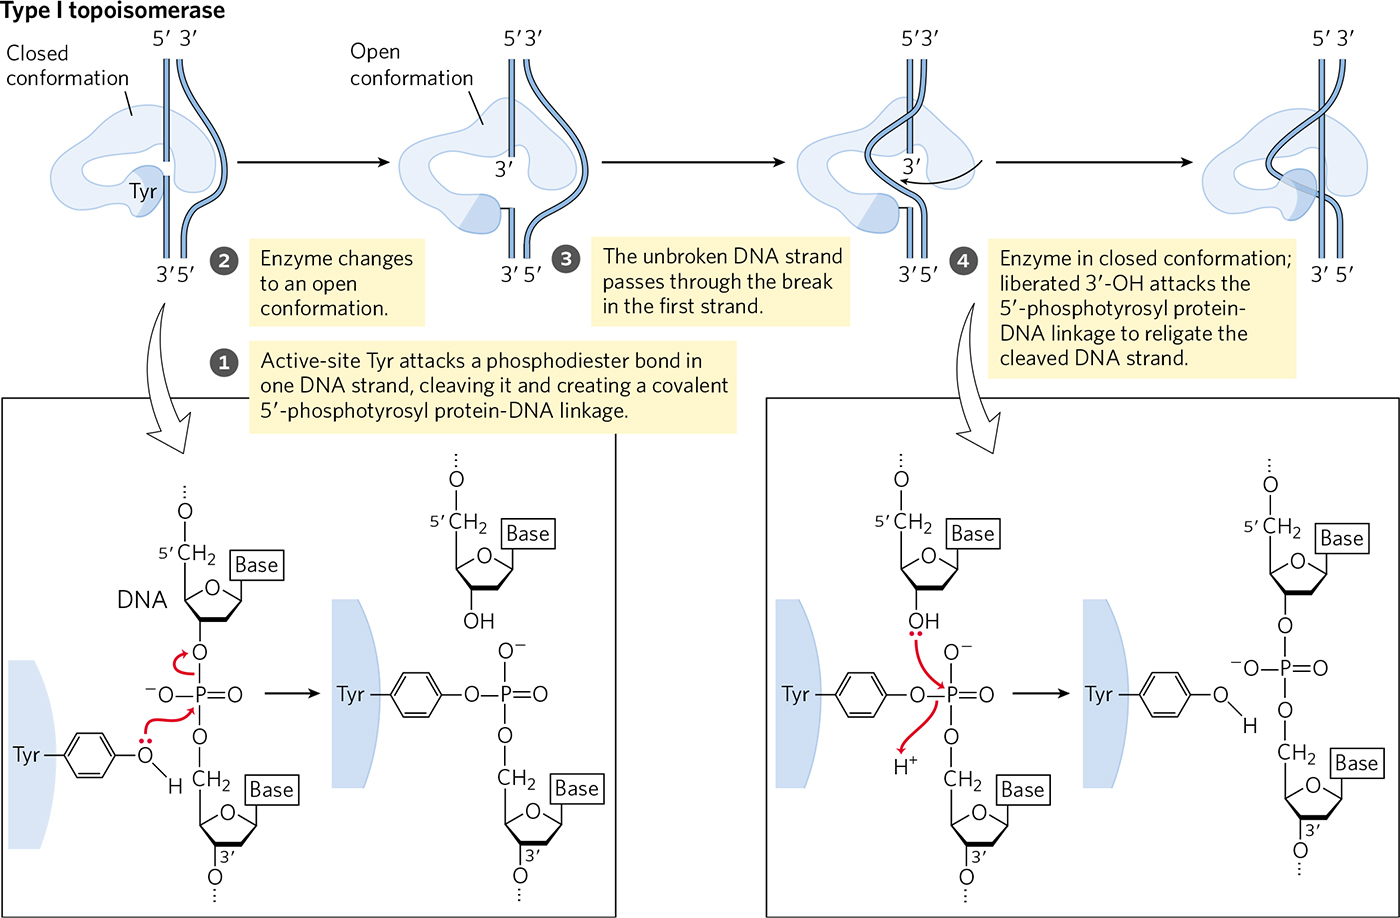 Type I topoisomerase
Closed
conformation
5′ 3′
Tyr
3′ 5′
Open
conformation
5′ 3′
3′
3′ 5′
5′ 3′
3′
3′ 5′
5′ 3′
3′ 5′
2 Enzyme changes
to an open
conformation.
3 The unbroken DNA strand
passes through the break
in the first strand.
4 Enzyme in closed conformation;
liberated 3′-OH attacks the
5′-phosphotyrosyl protein-
DNA linkage to religate the
cleaved DNA strand.
1 Active-site Tyr attacks a phosphodiester bond in
one DNA strand, cleaving it and creating a covalent
5′-phosphotyrosyl protein-DNA linkage.
O
5′ CH₂
Base
O
DNA
O
⁻O–P=O
O
Tyr
O
H
CH₂
Base
O
3′
O
O
5′ CH₂
Base
O
OH
O⁻
Tyr
O–P=O
O
CH₂
Base
O
3′
O
O
5′ CH₂
Base
O
OH
O⁻
Tyr
O–P=O
O
H⁺
CH₂
Base
O
3′
O
O
5′ CH₂
Base
O
O
⁻O–P=O
Tyr
O
H
O
CH₂
Base
O
3′
O